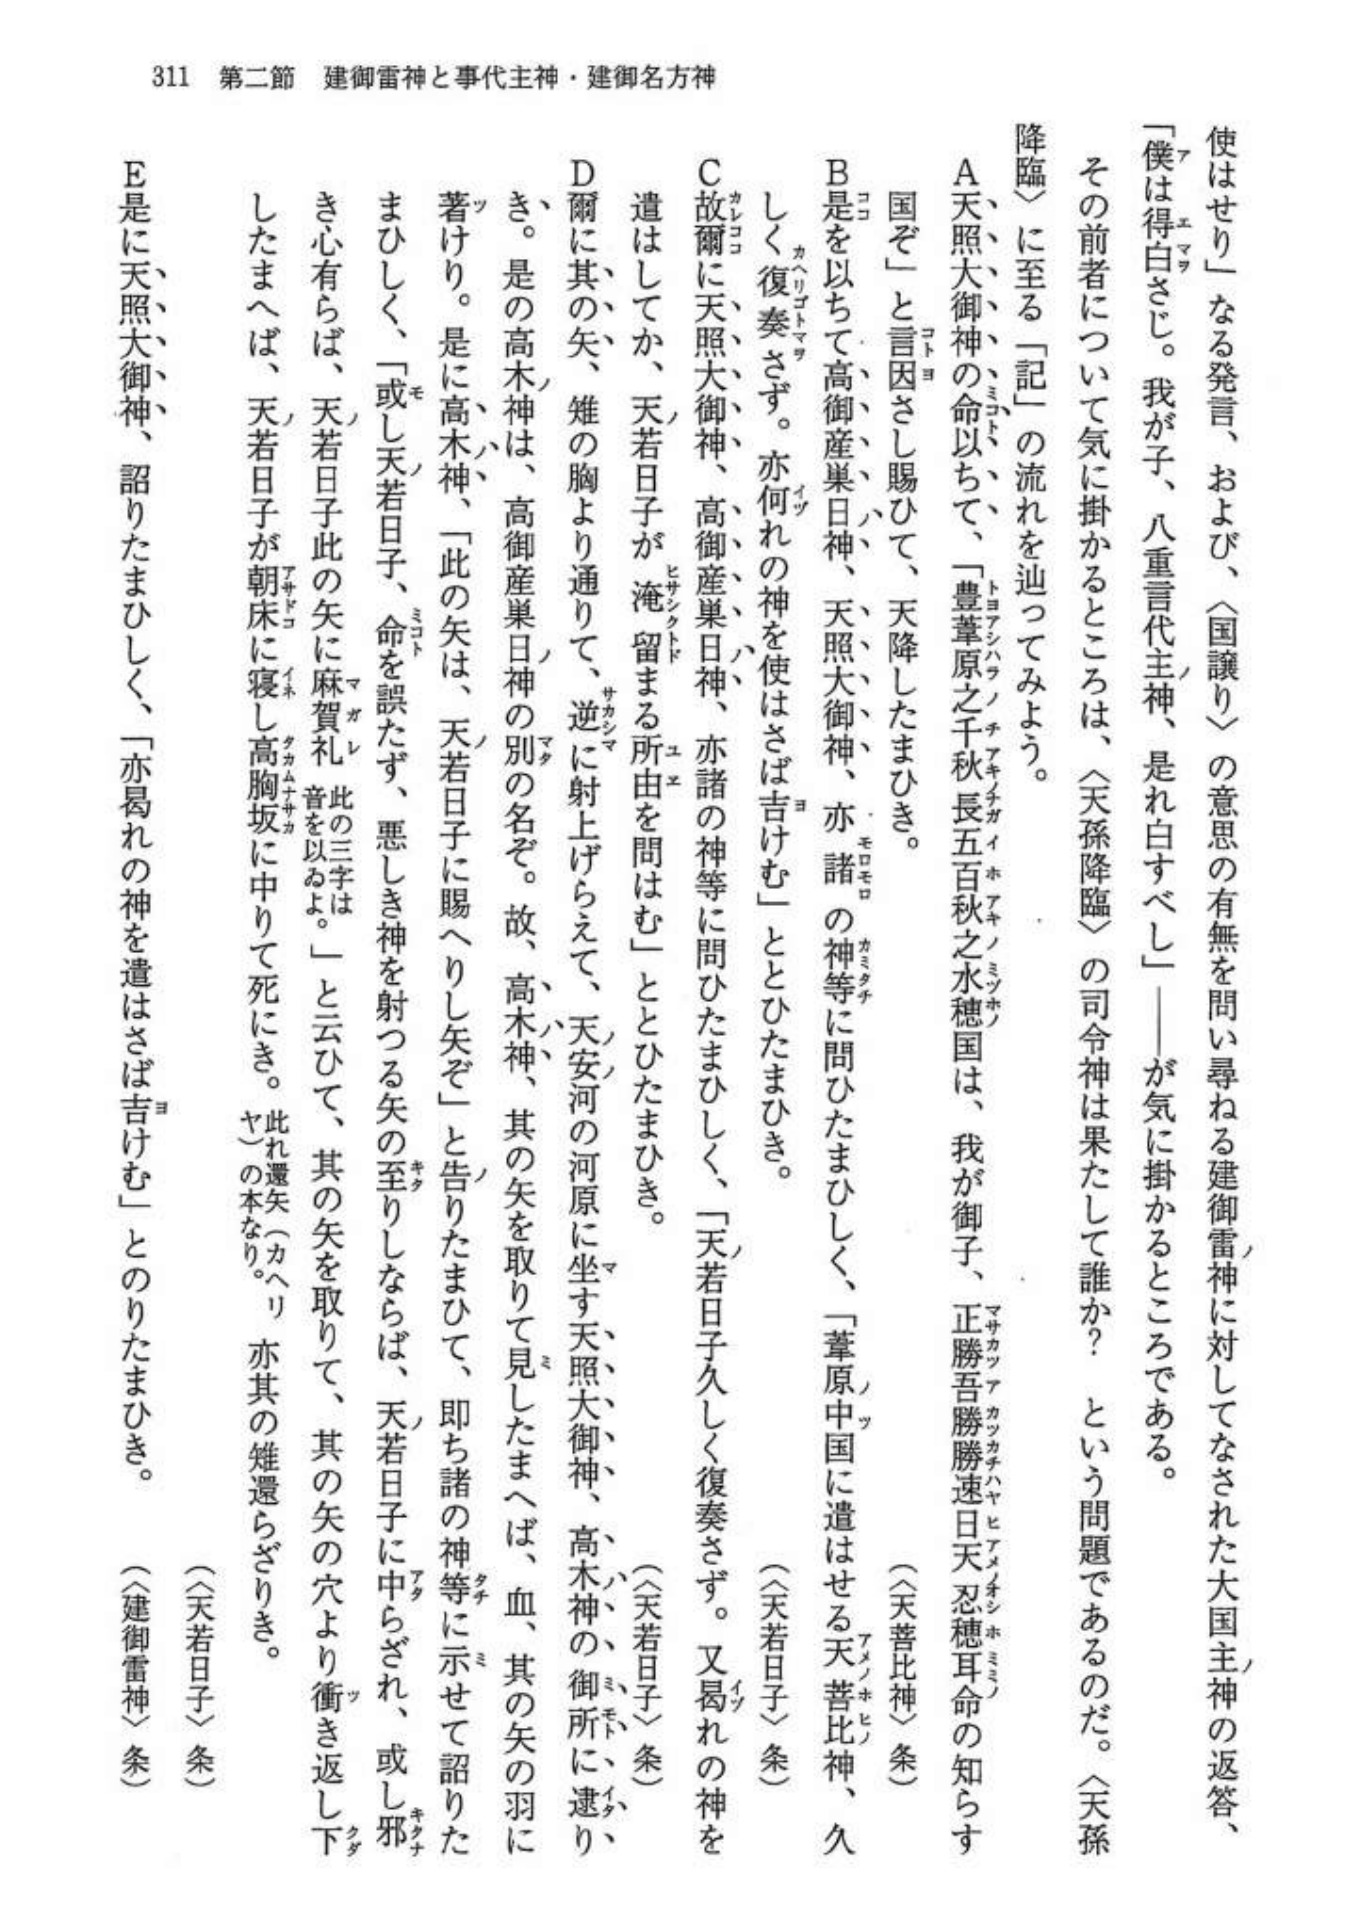 311　第二節　建御雷神と事代主神・建御名方神
使はせり」なる発言、および、〈国譲り〉の意思の有無を問い尋ねる建御雷ノ神に対してなされた大国主ノ神の返答、
「僕は得白さじ。我が子、八重言代主ノ神、是れ白すべし」――が気に掛かるところである。
　その前者について気に掛かるところは、〈天孫降臨〉の司令神は果たして誰か？　という問題であるのだ。〈天孫
降臨〉に至る「記」の流れを辿ってみよう。
A 天照大御神の命以ちて、「豊葦原之千秋長五百秋之水穂国は、我が御子、正勝吾勝勝速日天忍穂耳命の知らす
国ぞ」と言因さし賜ひて、天降したまひき。
（〈天菩比神〉条）
B 是を以ちて高御産巣日ノ神、天照大御神、亦諸の神等に問ひたまひしく、「葦原ノ中ツ国に遣はせる天菩比神、久
しく復奏さず。亦何れの神を使はさば吉けむ」ととひたまひき。
（〈天若日子〉条）
C 故爾に天照大御神、高御産巣日ノ神、亦諸の神等に問ひたまひしく、「天ノ若日子久しく復奏さず。又曷れの神を
遣はしてか、天ノ若日子が淹留まる所由を問はむ」ととひたまひき。
（〈天若日子〉条）
D 爾に其の矢、雉の胸より通りて、逆に射上げらえて、天ノ安ノ河の河原に坐す天照大御神、高木ノ神の御所に逮り
き。是の高木ノ神は、高御産巣日ノ神の別の名ぞ。故、高木ノ神、其の矢を取りて見したまへば、血、其の矢の羽に
著けり。是に高木ノ神、「此の矢は、天ノ若日子に賜へりし矢ぞ」と告りたまひて、即ち諸の神等に示せて詔りた
まひしく、「或し天ノ若日子、命を誤たず、悪しき神を射つる矢の至りしならば、天ノ若日子に中らざれ、或し邪
き心有らば、天ノ若日子此の矢に麻賀礼 此の三字は音を以ゐよ。」と云ひて、其の矢を取りて、其の矢の穴より衝き返し下
したまへば、天ノ若日子が朝床に寝し高胸坂に中りて死にき。此れ還矢（カヘリヤ）の本なり。亦其の雉還らざりき。
（〈天若日子〉条）
E 是に天照大御神、詔りたまひしく、「亦曷れの神を遣はさば吉けむ」とのりたまひき。
（〈建御雷神〉条）